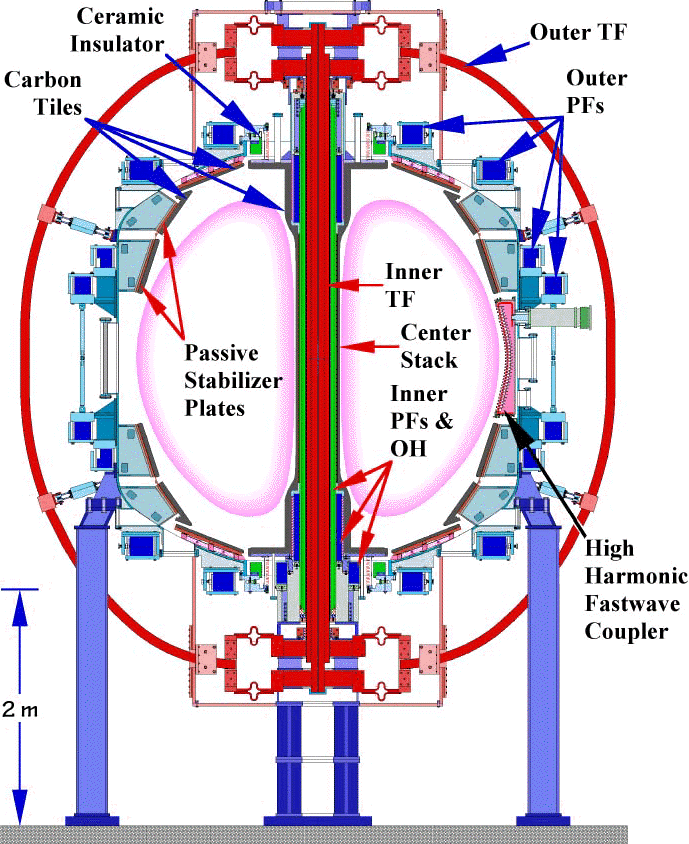 Ceramic
Insulator
Outer TF
Carbon
Tiles
Outer
PFs
Inner
TF
Center
Stack
Passive
Stabilizer
Plates
Inner
PFs &
OH
High
Harmonic
Fastwave
Coupler
2 m